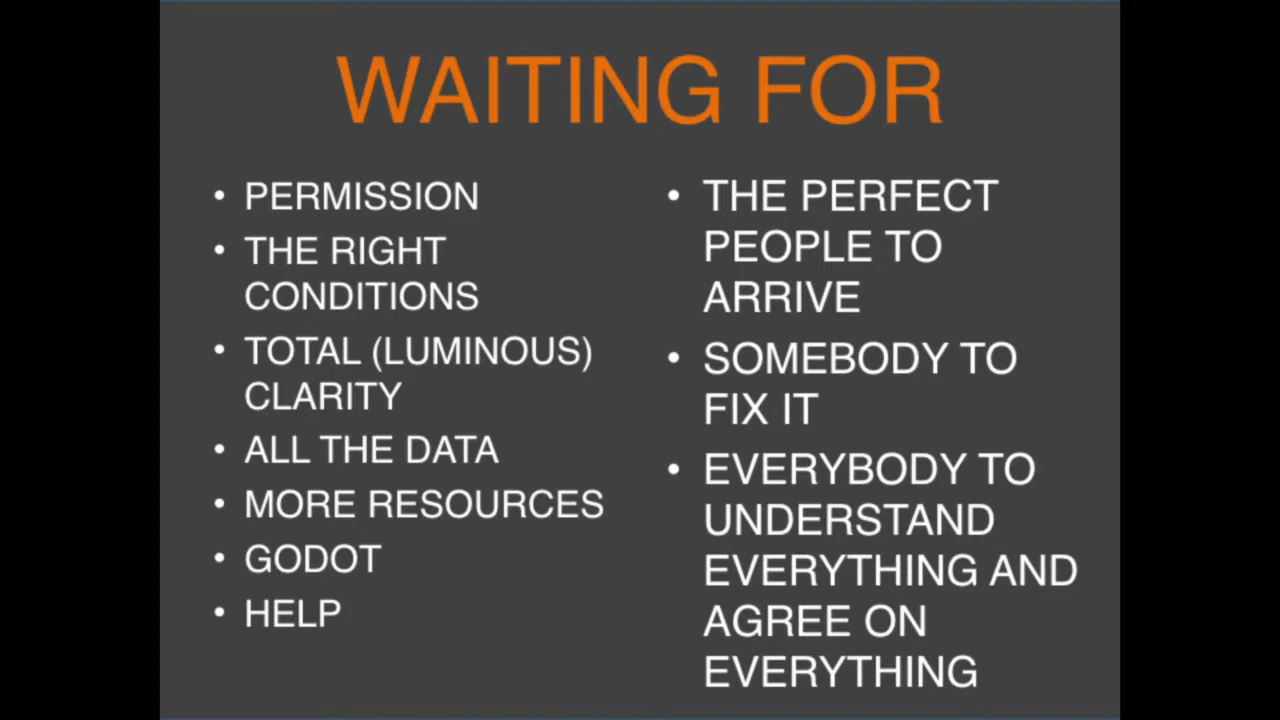 WAITING FOR
• PERMISSION
• THE RIGHT
CONDITIONS
• TOTAL (LUMINOUS)
CLARITY
• ALL THE DATA
• MORE RESOURCES
• GODOT
• HELP
• THE PERFECT
PEOPLE TO
ARRIVE
• SOMEBODY TO
FIX IT
• EVERYBODY TO
UNDERSTAND
EVERYTHING AND
AGREE ON
EVERYTHING